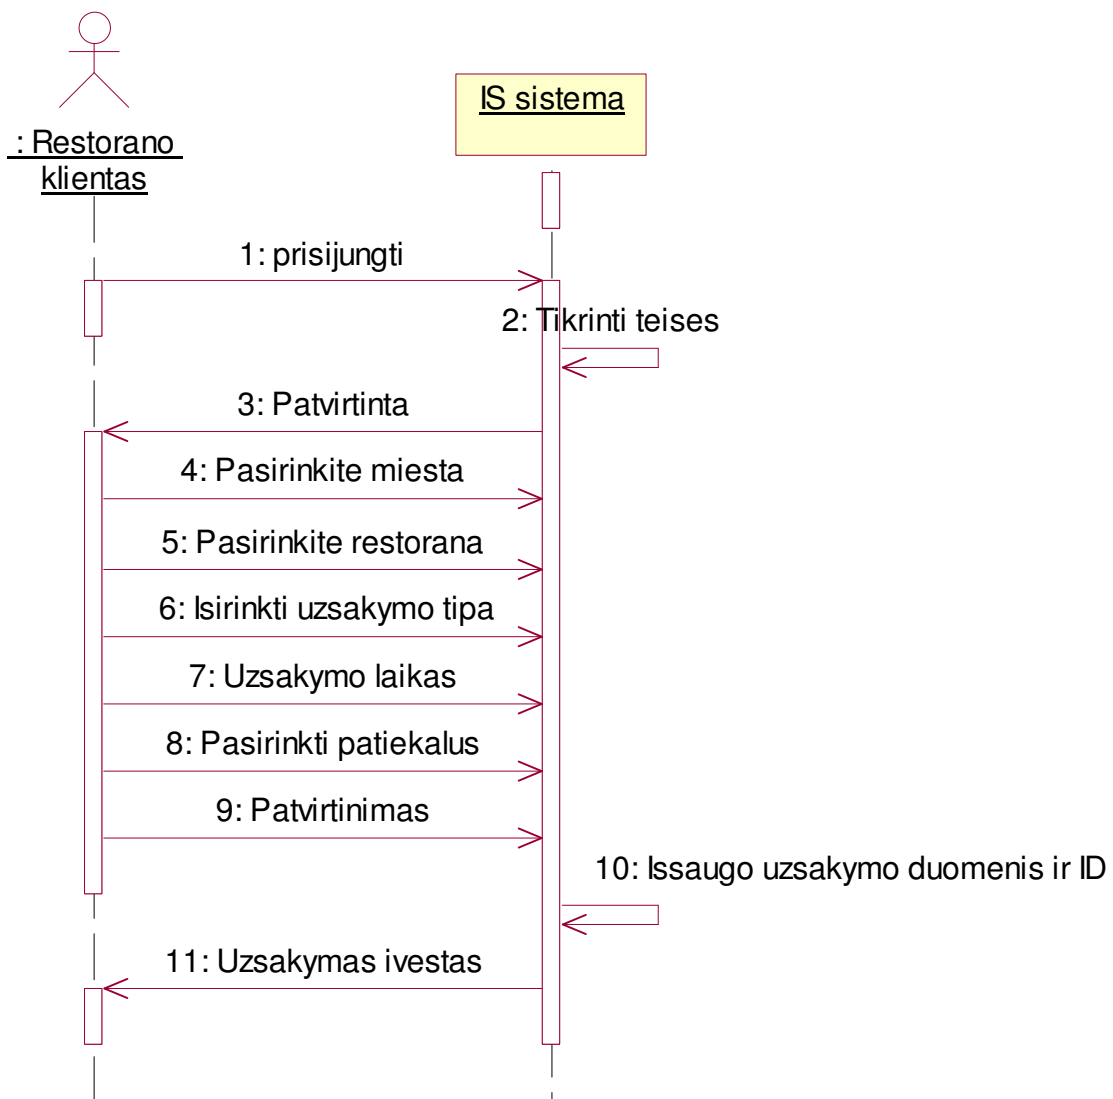 : Restorano
klientas
IS sistema
1: prisijungti
2: Tikrinti teises
3: Patvirtinta
4: Pasirinkite miesta
5: Pasirinkite restorana
6: Isirinkti uzsakymo tipa
7: Uzsakymo laikas
8: Pasirinkti patiekalus
9: Patvirtinimas
10: Issaugo uzsakymo duomenis ir ID
11: Uzsakymas ivestas